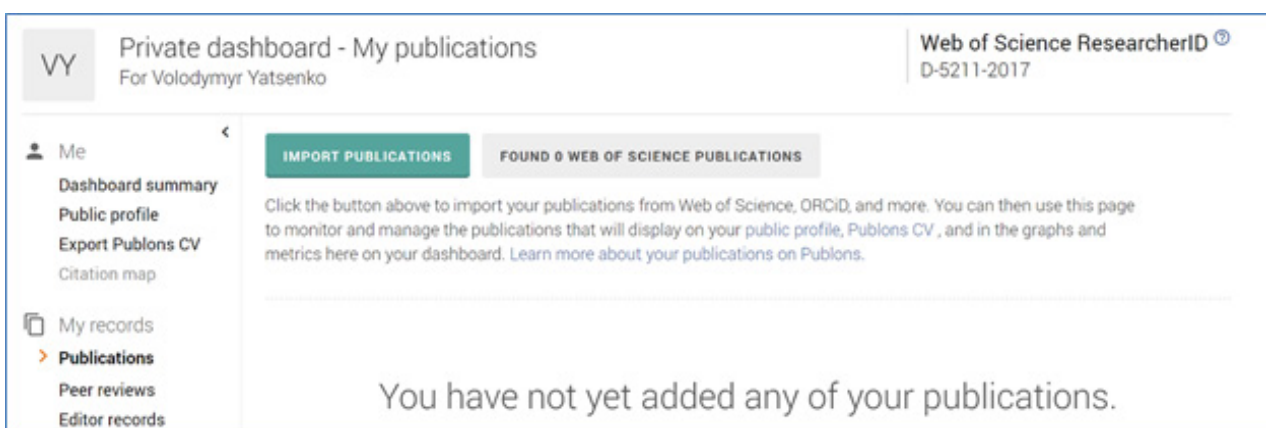 VY
Private dashboard - My publications
For Volodymyr Yatsenko
Web of Science ResearcherID ?
D-5211-2017
<
Me
Dashboard summary
Public profile
Export Publons CV
Citation map
My records
> Publications
Peer reviews
Editor records
IMPORT PUBLICATIONS
FOUND 0 WEB OF SCIENCE PUBLICATIONS
Click the button above to import your publications from Web of Science, ORCiD, and more. You can then use this page
to monitor and manage the publications that will display on your public profile, Publons CV , and in the graphs and
metrics here on your dashboard. Learn more about your publications on Publons.
You have not yet added any of your publications.